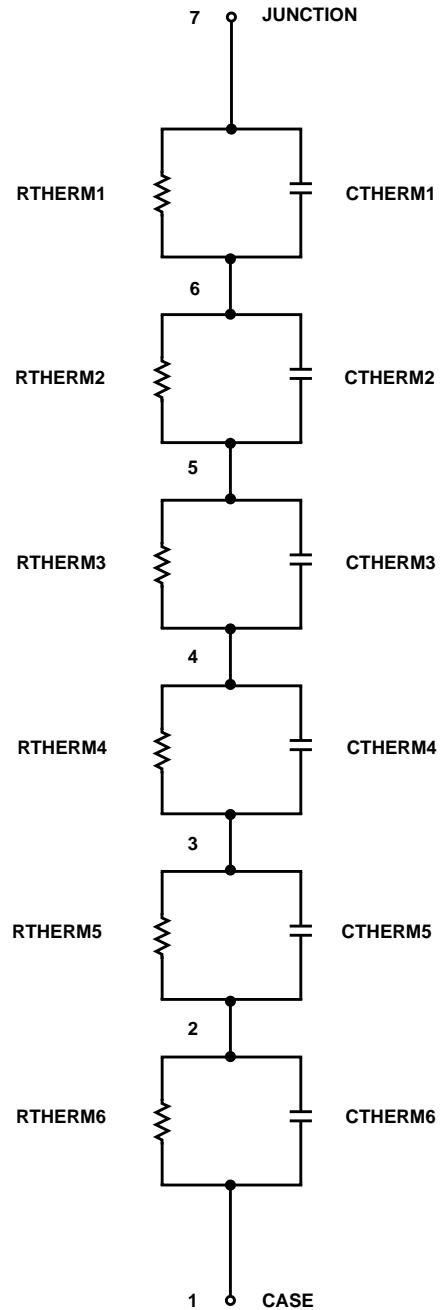 7 JUNCTION
RTHERM1 CTHERM1
6
RTHERM2 CTHERM2
5
RTHERM3 CTHERM3
4
RTHERM4 CTHERM4
3
RTHERM5 CTHERM5
2
RTHERM6 CTHERM6
1 CASE